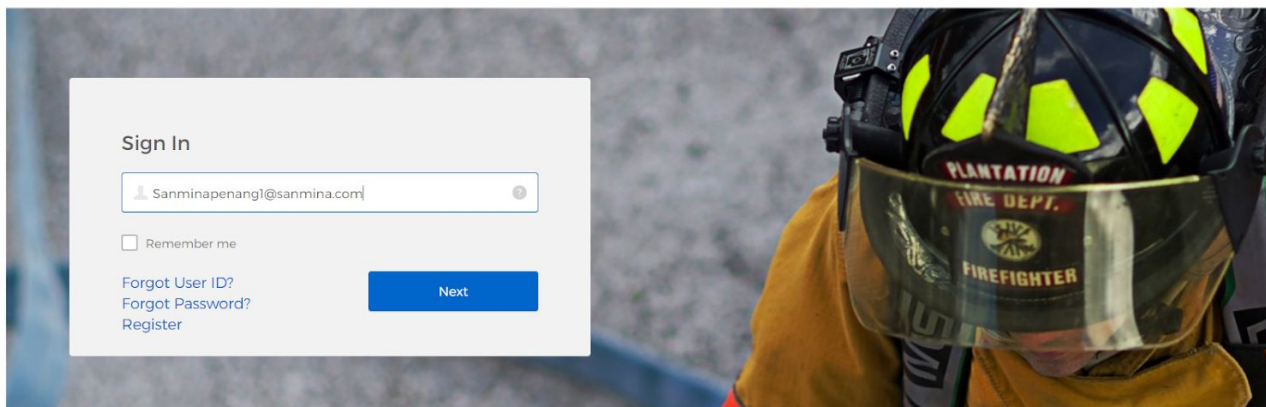 Sign In
Sanminapenang1@sanmina.com
?
Remember me
Forgot User ID?
Forgot Password?
Register
Next
PLANTATION
FIRE DEPT.
FIREFIGHTER